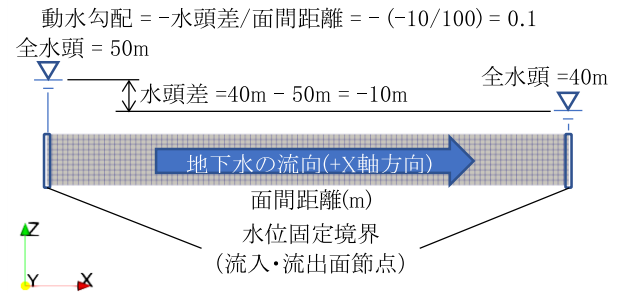 動水勾配 = -水頭差/面間距離 = - (-10/100) = 0.1
全水頭 = 50m
全水頭 =40m
水頭差 =40m - 50m = -10m
地下水の流向(+X軸方向)
面間距離(m)
水位固定境界
(流入・流出面節点)
Z
Y
X